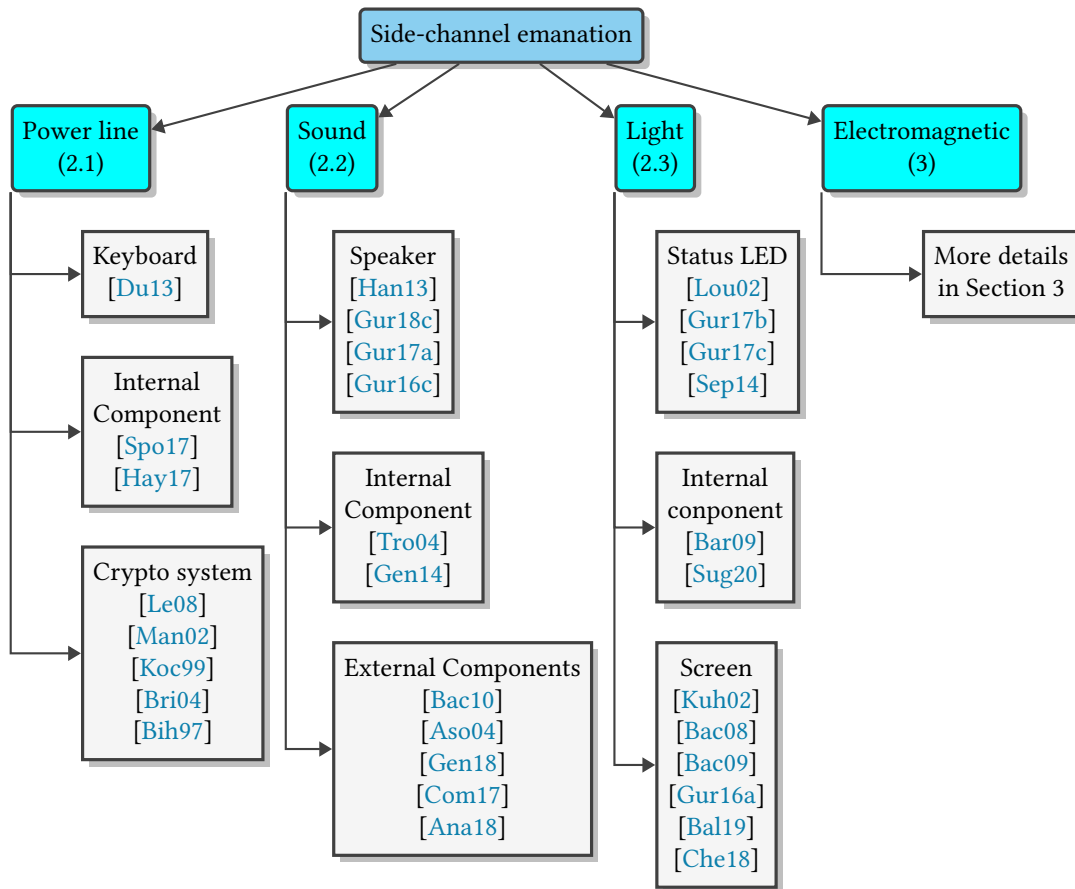 Side-channel emanation
Power line
(2.1)
Sound
(2.2)
Light
(2.3)
Electromagnetic
(3)
Keyboard
[Du13]
Internal
Component
[Spo17]
[Hay17]
Crypto system
[Le08]
[Man02]
[Koc99]
[Bri04]
[Bih97]
Speaker
[Han13]
[Gur18c]
[Gur17a]
[Gur16c]
Internal
Component
[Tro04]
[Gen14]
External Components
[Bac10]
[Aso04]
[Gen18]
[Com17]
[Ana18]
Status LED
[Lou02]
[Gur17b]
[Gur17c]
[Sep14]
Internal
conponent
[Bar09]
[Sug20]
Screen
[Kuh02]
[Bac08]
[Bac09]
[Gur16a]
[Bal19]
[Che18]
More details
in Section 3